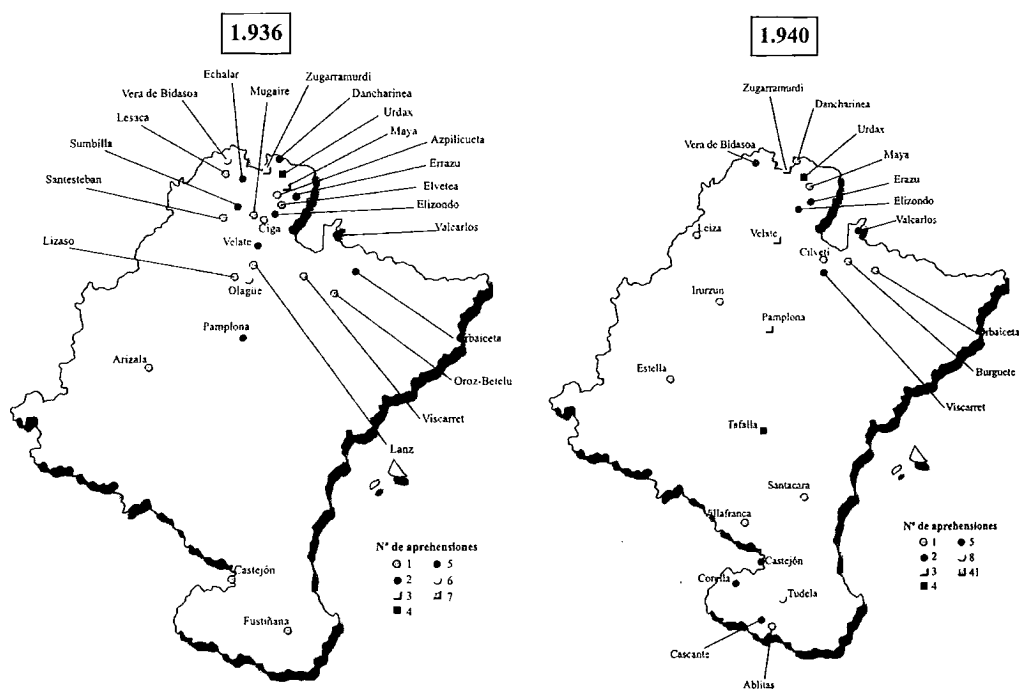 1.936
Echalar
Zugarramurdi
Vera de Bidasoa
Mugaire
Dancharinea
Lesaca
Urdax
Maya
Sumbilla
Azpilicueta
Errazu
Santesteban
Elvetea
Elizondo
Ciga
Valcarlos
Lizaso
Velate
Olagüe
Pamplona
Orbaiceta
Arizala
Oroz-Betelu
Viscarret
Lanz
Nº de aprehensiones
1 5
2 6
3 7
4
Castejón
Fustiñana
1.940
Zugarramurdi
Dancharinea
Urdax
Vera de Bidasoa
Maya
Erazu
Elizondo
Valcarlos
Leiza
Velate
Cilveti
Irurzun
Pamplona
Orbaiceta
Burguete
Estella
Viscarret
Tafalla
Santacara
Villafranca
Nº de aprehensiones
1 5
2 8
3 41
4
Castejón
Corella
Tudela
Cascante
Ablitas